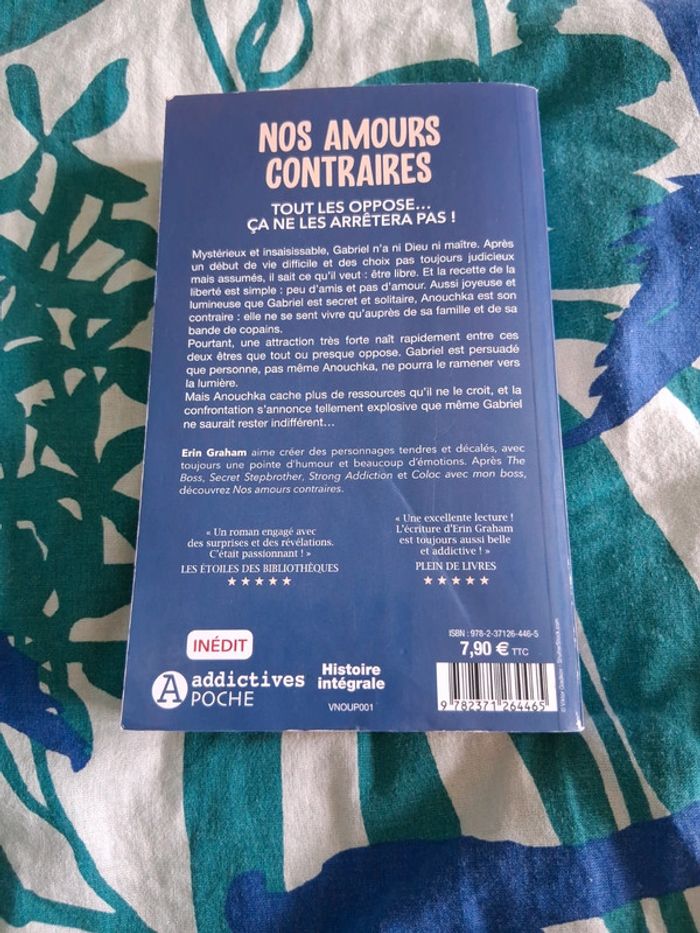 NOS AMOURS
CONTRAIRES
TOUT LES OPPOSE...
ÇA NE LES ARRÊTERA PAS !
Mystérieux et insaisissable, Gabriel n'a ni Dieu ni maître. Après
un début de vie difficile et des choix pas toujours judicieux
mais assumés, il sait ce qu'il veut : être libre. Et la recette de la
liberté est simple : peu d'amis et pas d'amour. Aussi joyeuse et
lumineuse que Gabriel est secret et solitaire, Anouchka est son
contraire : elle ne se sent vivre qu'auprès de sa famille et de sa
bande de copains.
Pourtant, une attraction très forte naît rapidement entre ces
deux êtres que tout ou presque oppose. Gabriel est persuadé
que personne, pas même Anouchka, ne pourra le ramener vers
la lumière.
Mais Anouchka cache plus de ressources qu'il ne le croit, et la
confrontation s'annonce tellement explosive que même Gabriel
ne saurait rester indifférent...
Erin Graham aime créer des personnages tendres et décalés, avec
toujours une pointe d'humour et beaucoup d'émotions. Après The
Boss, Secret Stepbrother, Strong Addiction et Coloc avec mon boss,
découvrez Nos amours contraires.
« Un roman engagé avec
des surprises et des révélations.
C'était passionnant ! »
LES ÉTOILES DES BIBLIOTHÈQUES
★★★★★
« Une excellente lecture !
L'écriture d'Erin Graham
est toujours aussi belle
et addictive ! »
PLEIN DE LIVRES
★★★★★
INÉDIT
A addictives
POCHE
Histoire
intégrale
VNOUP001
ISBN : 978-2-37126-446-5
7,90 € TTC
9 782371 264465